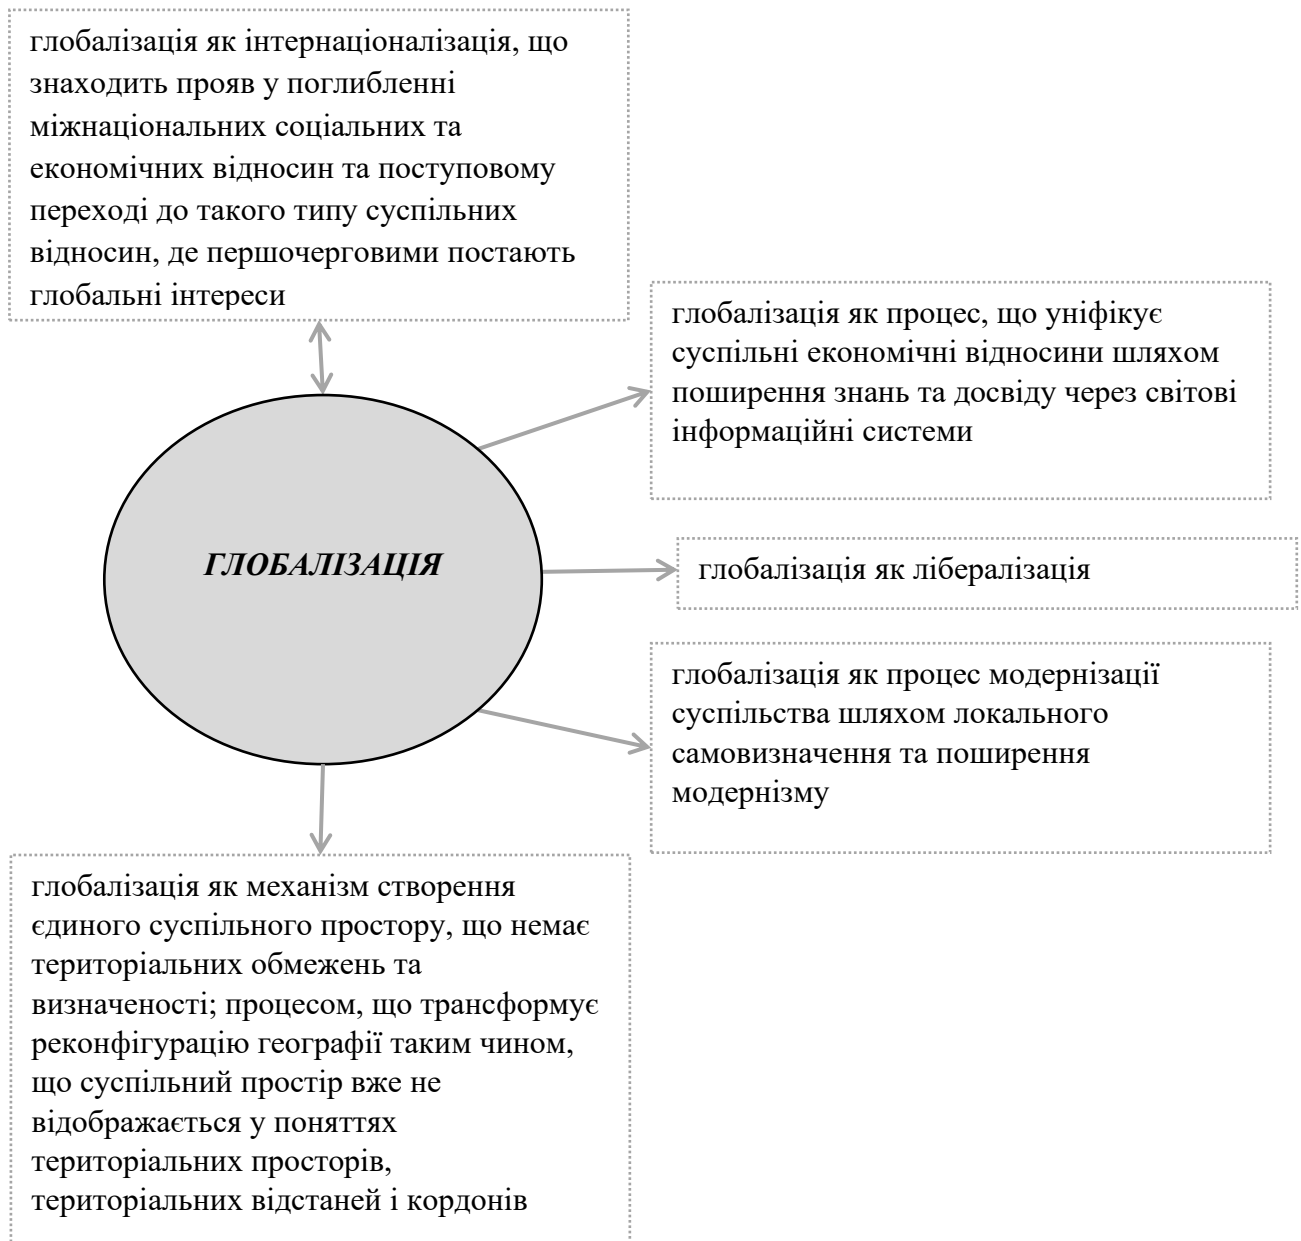 глобалізація як інтернаціоналізація, що
знаходить прояв у поглибленні
міжнаціональних соціальних та
економічних відносин та поступовому
переході до такого типу суспільних
відносин, де першочерговими постають
глобальні інтереси
глобалізація як процес, що уніфікує
суспільні економічні відносини шляхом
поширення знань та досвіду через світові
інформаційні системи
ГЛОБАЛІЗАЦІЯ
глобалізація як лібералізація
глобалізація як процес модернізації
суспільства шляхом локального
самовизначення та поширення
модернізму
глобалізація як механізм створення
єдиного суспільного простору, що немає
територіальних обмежень та
визначеності; процесом, що трансформує
реконфігурацію географії таким чином,
що суспільний простір вже не
відображається у поняттях
територіальних просторів,
територіальних відстаней і кордонів